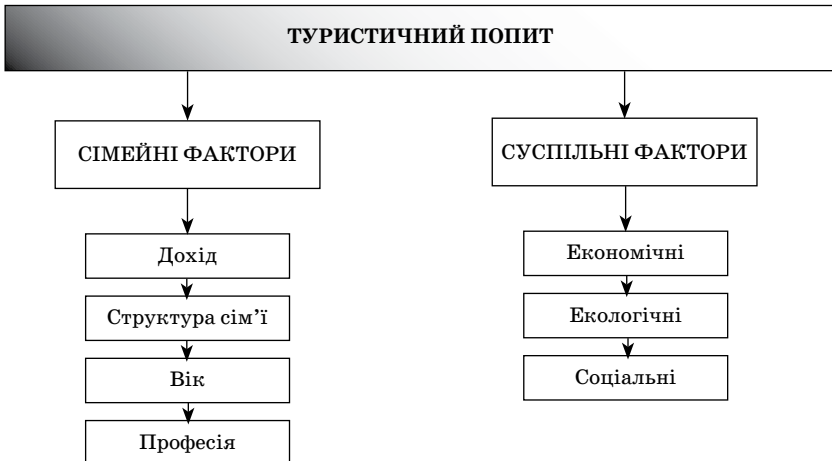 ТУРИСТИЧНИЙ ПОПИТ
СІМЕЙНІ ФАКТОРИ
Дохід
Структура сім’ї
Вік
Професія
СУСПІЛЬНІ ФАКТОРИ
Економічні
Екологічні
Соціальні